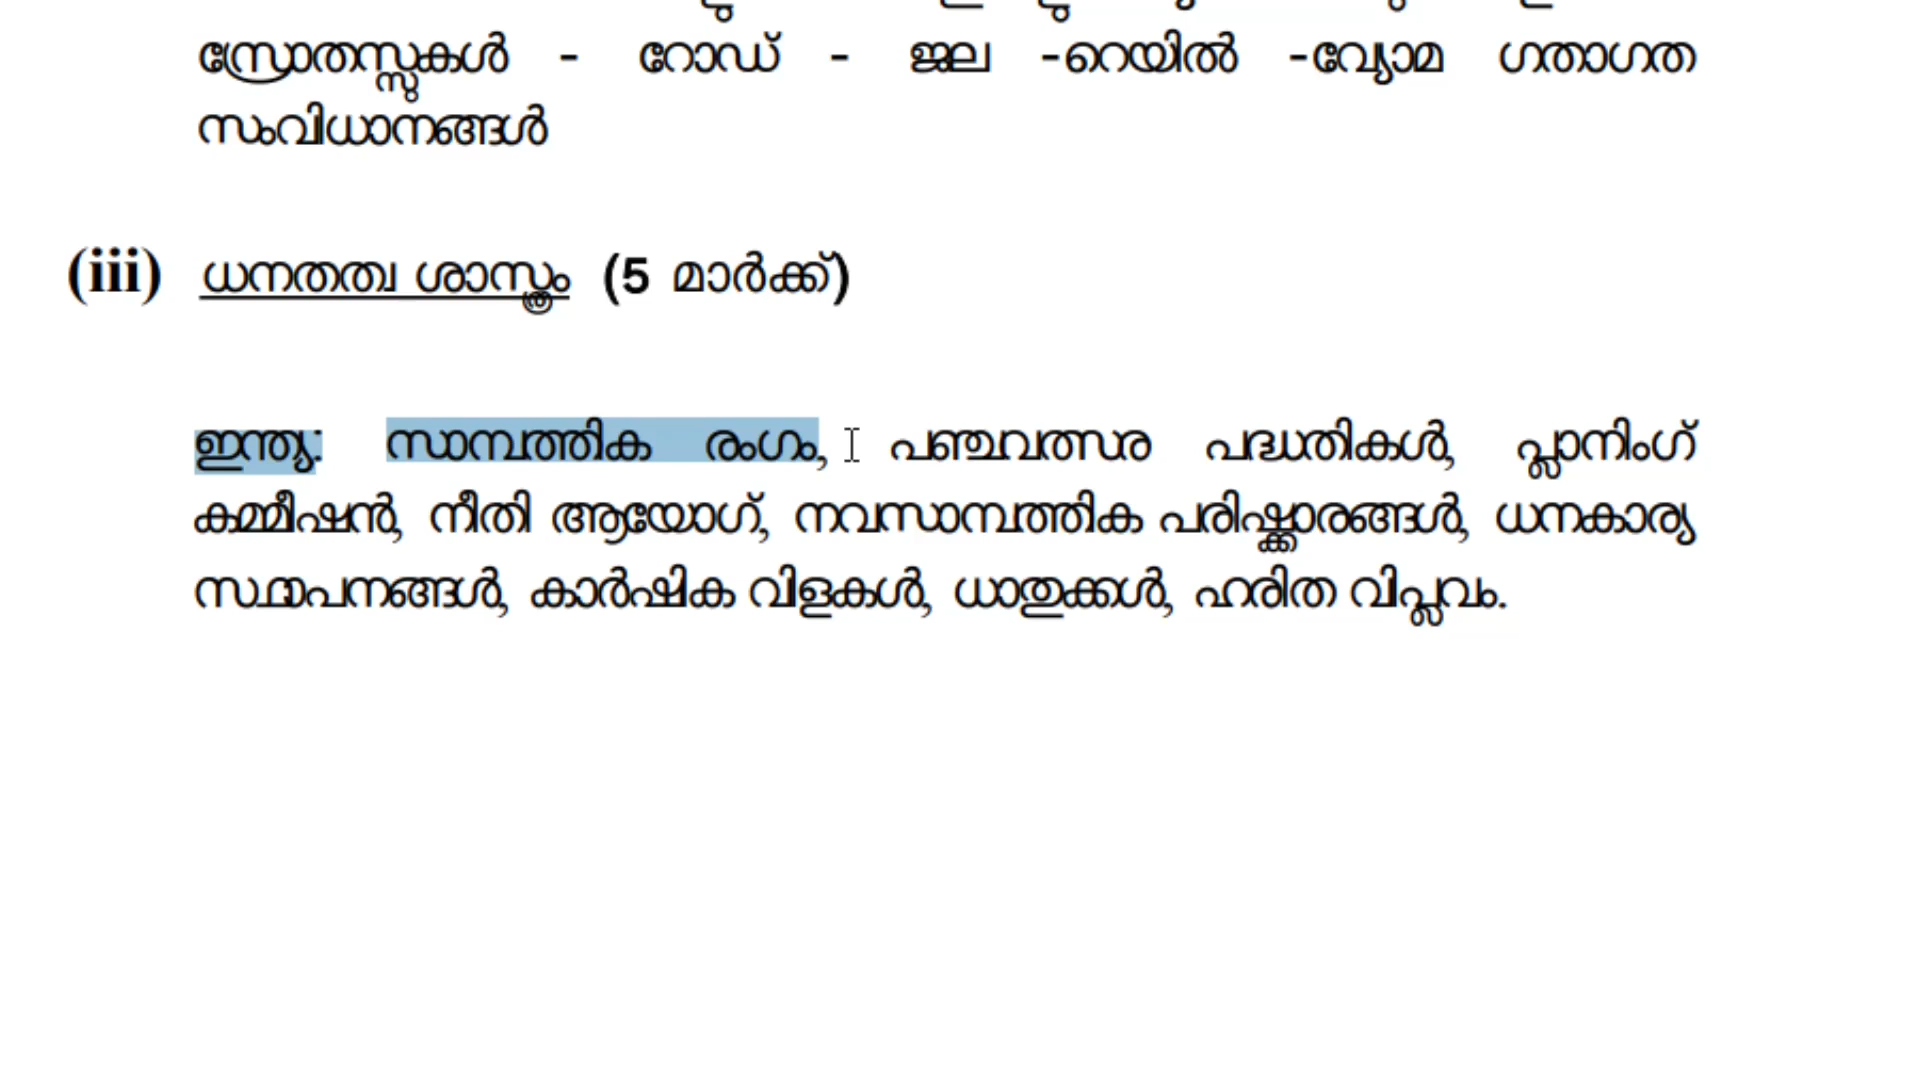 സ്രോതസ്സുകൾ - റോഡ് - ജല -റെയിൽ -വ്യോമ ഗതാഗത
സംവിധാനങ്ങൾ
(iii) ധനതത്വ ശാസ്ത്രം (5 മാർക്ക്)
ഇന്ത്യ: സാമ്പത്തിക രംഗം, പഞ്ചവത്സര പദ്ധതികൾ, പ്ലാനിംഗ്
കമ്മീഷൻ, നീതി ആയോഗ്, നവസാമ്പത്തിക പരിഷ്ക്കാരങ്ങൾ, ധനകാര്യ
സ്ഥാപനങ്ങൾ, കാർഷിക വിളകൾ, ധാതുക്കൾ, ഹരിത വിപ്ലവം.